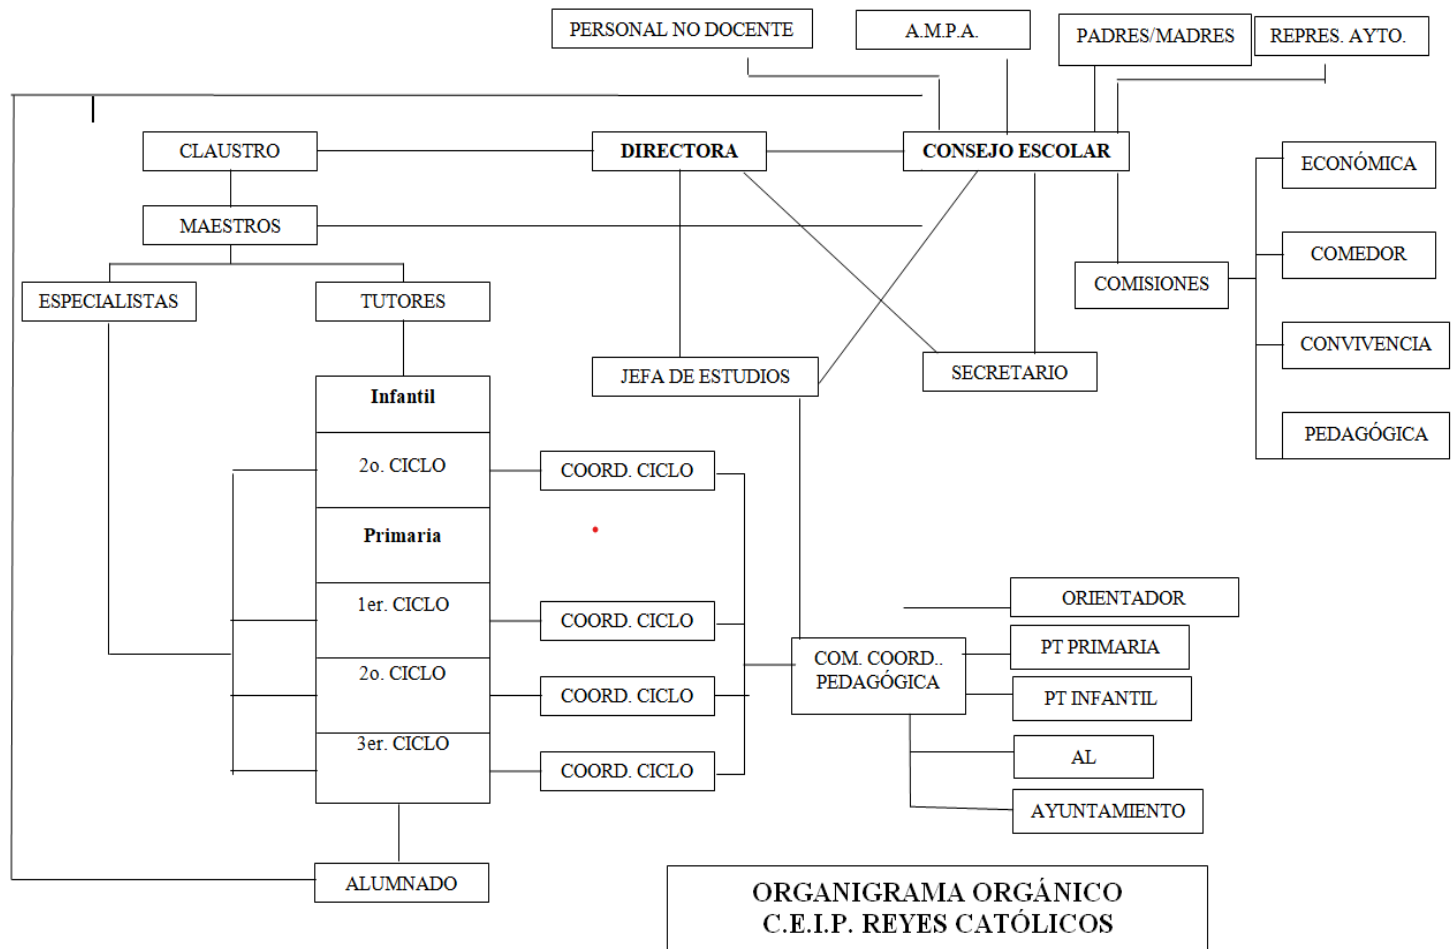 PERSONAL NO DOCENTE
A.M.P.A.
PADRES/MADRES
REPRES. AYTO.
CLAUSTRO
DIRECTORA
CONSEJO ESCOLAR
ECONÓMICA
MAESTROS
COMEDOR
ESPECIALISTAS
TUTORES
COMISIONES
CONVIVENCIA
JEFA DE ESTUDIOS
SECRETARIO
Infantil
PEDAGÓGICA
2o. CICLO
COORD. CICLO
Primaria
1er. CICLO
COORD. CICLO
ORIENTADOR
PT PRIMARIA
COM. COORD..
PEDAGÓGICA
2o. CICLO
COORD. CICLO
PT INFANTIL
3er. CICLO
COORD. CICLO
AL
AYUNTAMIENTO
ALUMNADO
ORGANIGRAMA ORGÁNICO
C.E.I.P. REYES CATÓLICOS